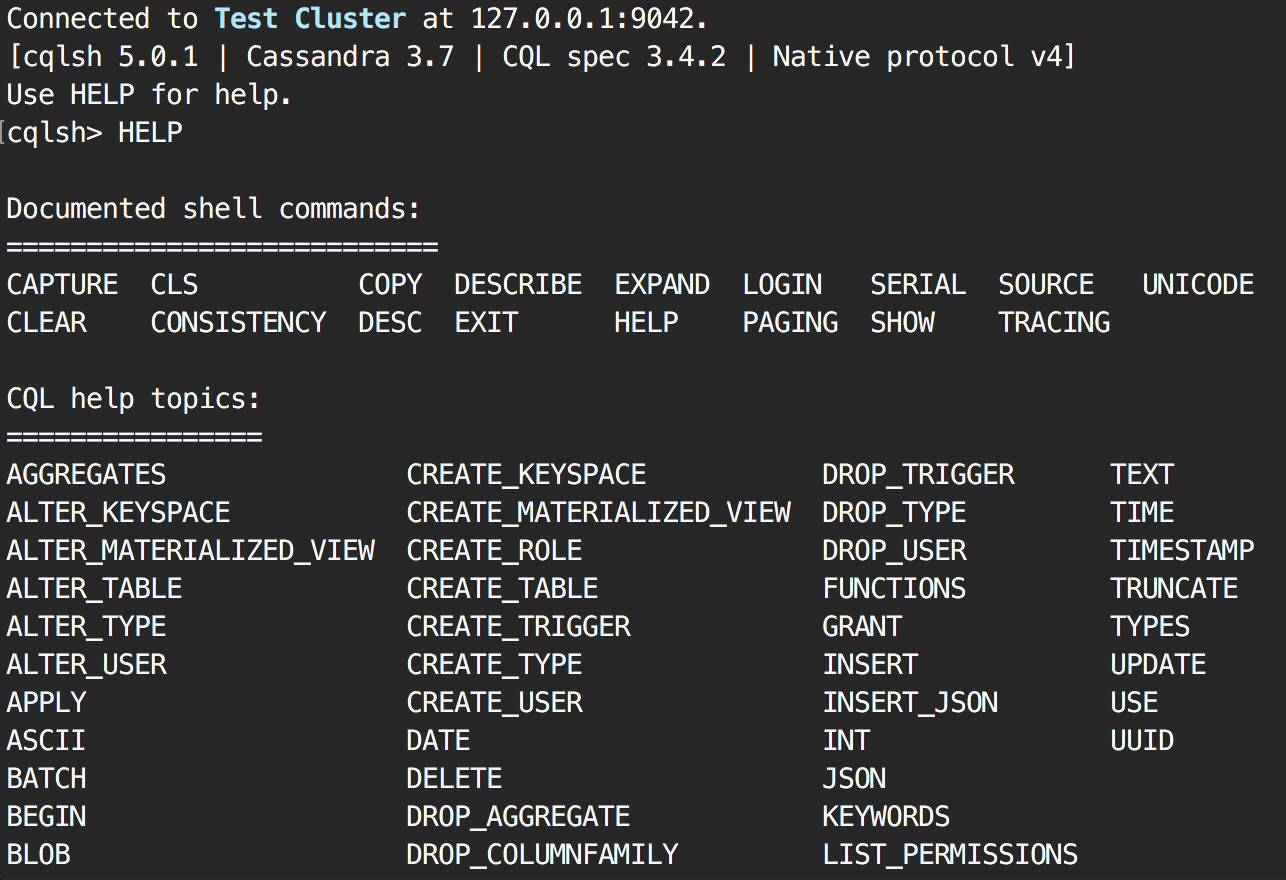 Connected to Test Cluster at 127.0.0.1:9042.
[cqlsh 5.0.1 | Cassandra 3.7 | CQL spec 3.4.2 | Native protocol v4]
Use HELP for help.
cqlsh> HELP
Documented shell commands:
===========================
CAPTURE  CLS          COPY  DESCRIBE  EXPAND  LOGIN   SERIAL  SOURCE   UNICODE
CLEAR    CONSISTENCY  DESC  EXIT      HELP    PAGING  SHOW    TRACING
CQL help topics:
================
AGGREGATES               CREATE_KEYSPACE           DROP_TRIGGER      TEXT
ALTER_KEYSPACE           CREATE_MATERIALIZED_VIEW  DROP_TYPE         TIME
ALTER_MATERIALIZED_VIEW  CREATE_ROLE               DROP_USER         TIMESTAMP
ALTER_TABLE              CREATE_TABLE              FUNCTIONS         TRUNCATE
ALTER_TYPE               CREATE_TRIGGER            GRANT             TYPES
ALTER_USER               CREATE_TYPE               INSERT            UPDATE
APPLY                    CREATE_USER               INSERT_JSON       USE
ASCII                    DATE                      INT               UUID
BATCH                    DELETE                    JSON
BEGIN                    DROP_AGGREGATE            KEYWORDS
BLOB                     DROP_COLUMNFAMILY         LIST_PERMISSIONS